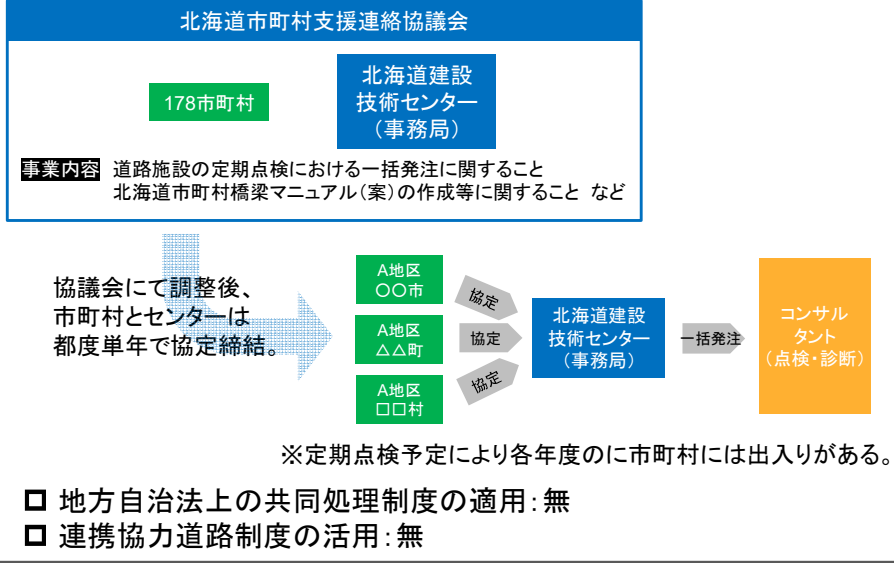 北海道市町村支援連絡協議会
178市町村
北海道建設
技術センター
（事務局）
事業内容 道路施設の定期点検における一括発注に関すること
北海道市町村橋梁マニュアル（案）の作成等に関すること など
協議会にて調整後、
市町村とセンターは
都度単年で協定締結。
A地区
〇〇市
A地区
△△町
A地区
□□村
協定
協定
協定
北海道建設
技術センター
（事務局）
一括発注
コンサル
タント
（点検・診断）
※定期点検予定により各年度のに市町村には出入りがある。
□ 地方自治法上の共同処理制度の適用：無
□ 連携協力道路制度の活用：無